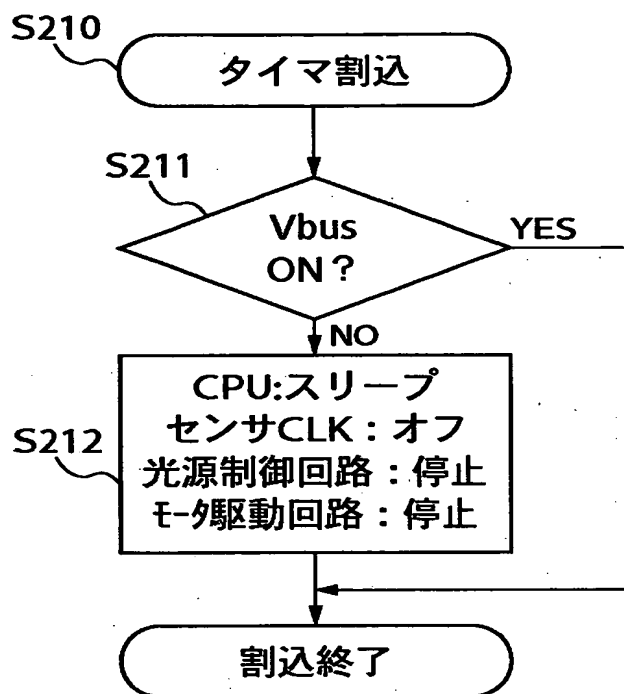 S210
タイマ割込
S211
Vbus
ON?
YES
NO
S212
CPU:スリープ
センサCLK:オフ
光源制御回路:停止
ﾓｰﾀ駆動回路:停止
割込終了